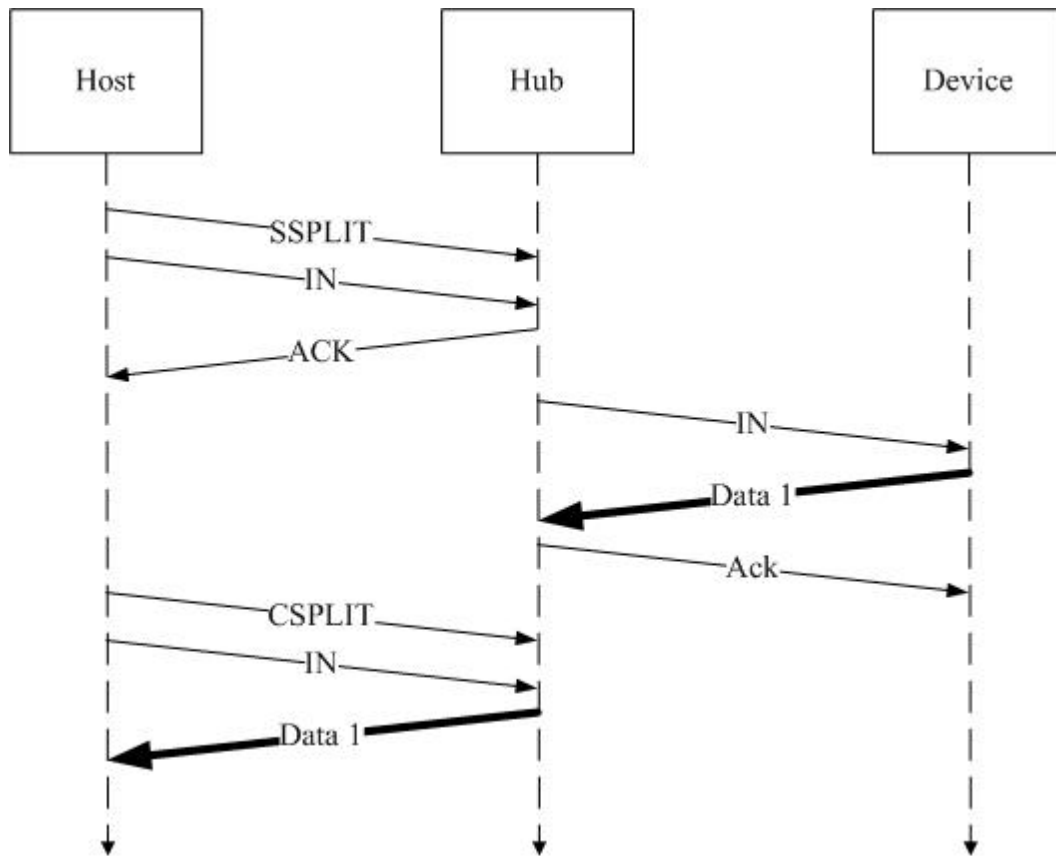 Host
Hub
Device
SSPLIT
IN
ACK
IN
Data 1
Ack
CSPLIT
IN
Data 1